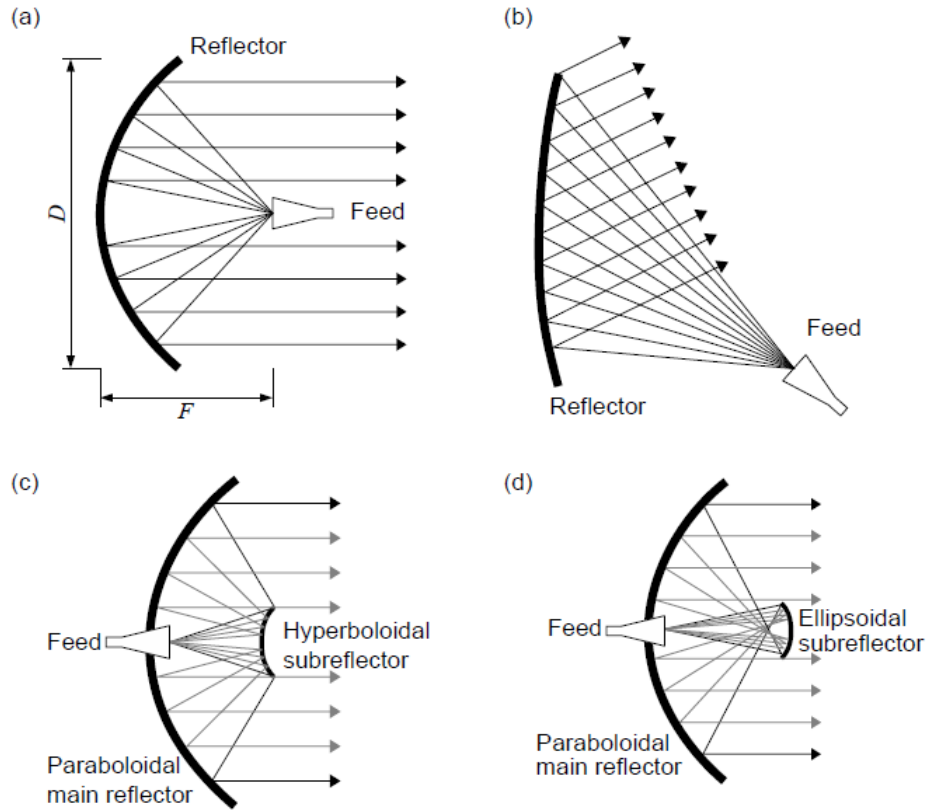 (a)
Reflector
D
Feed
F
(b)
Feed
Reflector
(c)
Feed
Hyperboloidal
subreflector
Paraboloidal
main reflector
(d)
Feed
Ellipsoidal
subreflector
Paraboloidal
main reflector